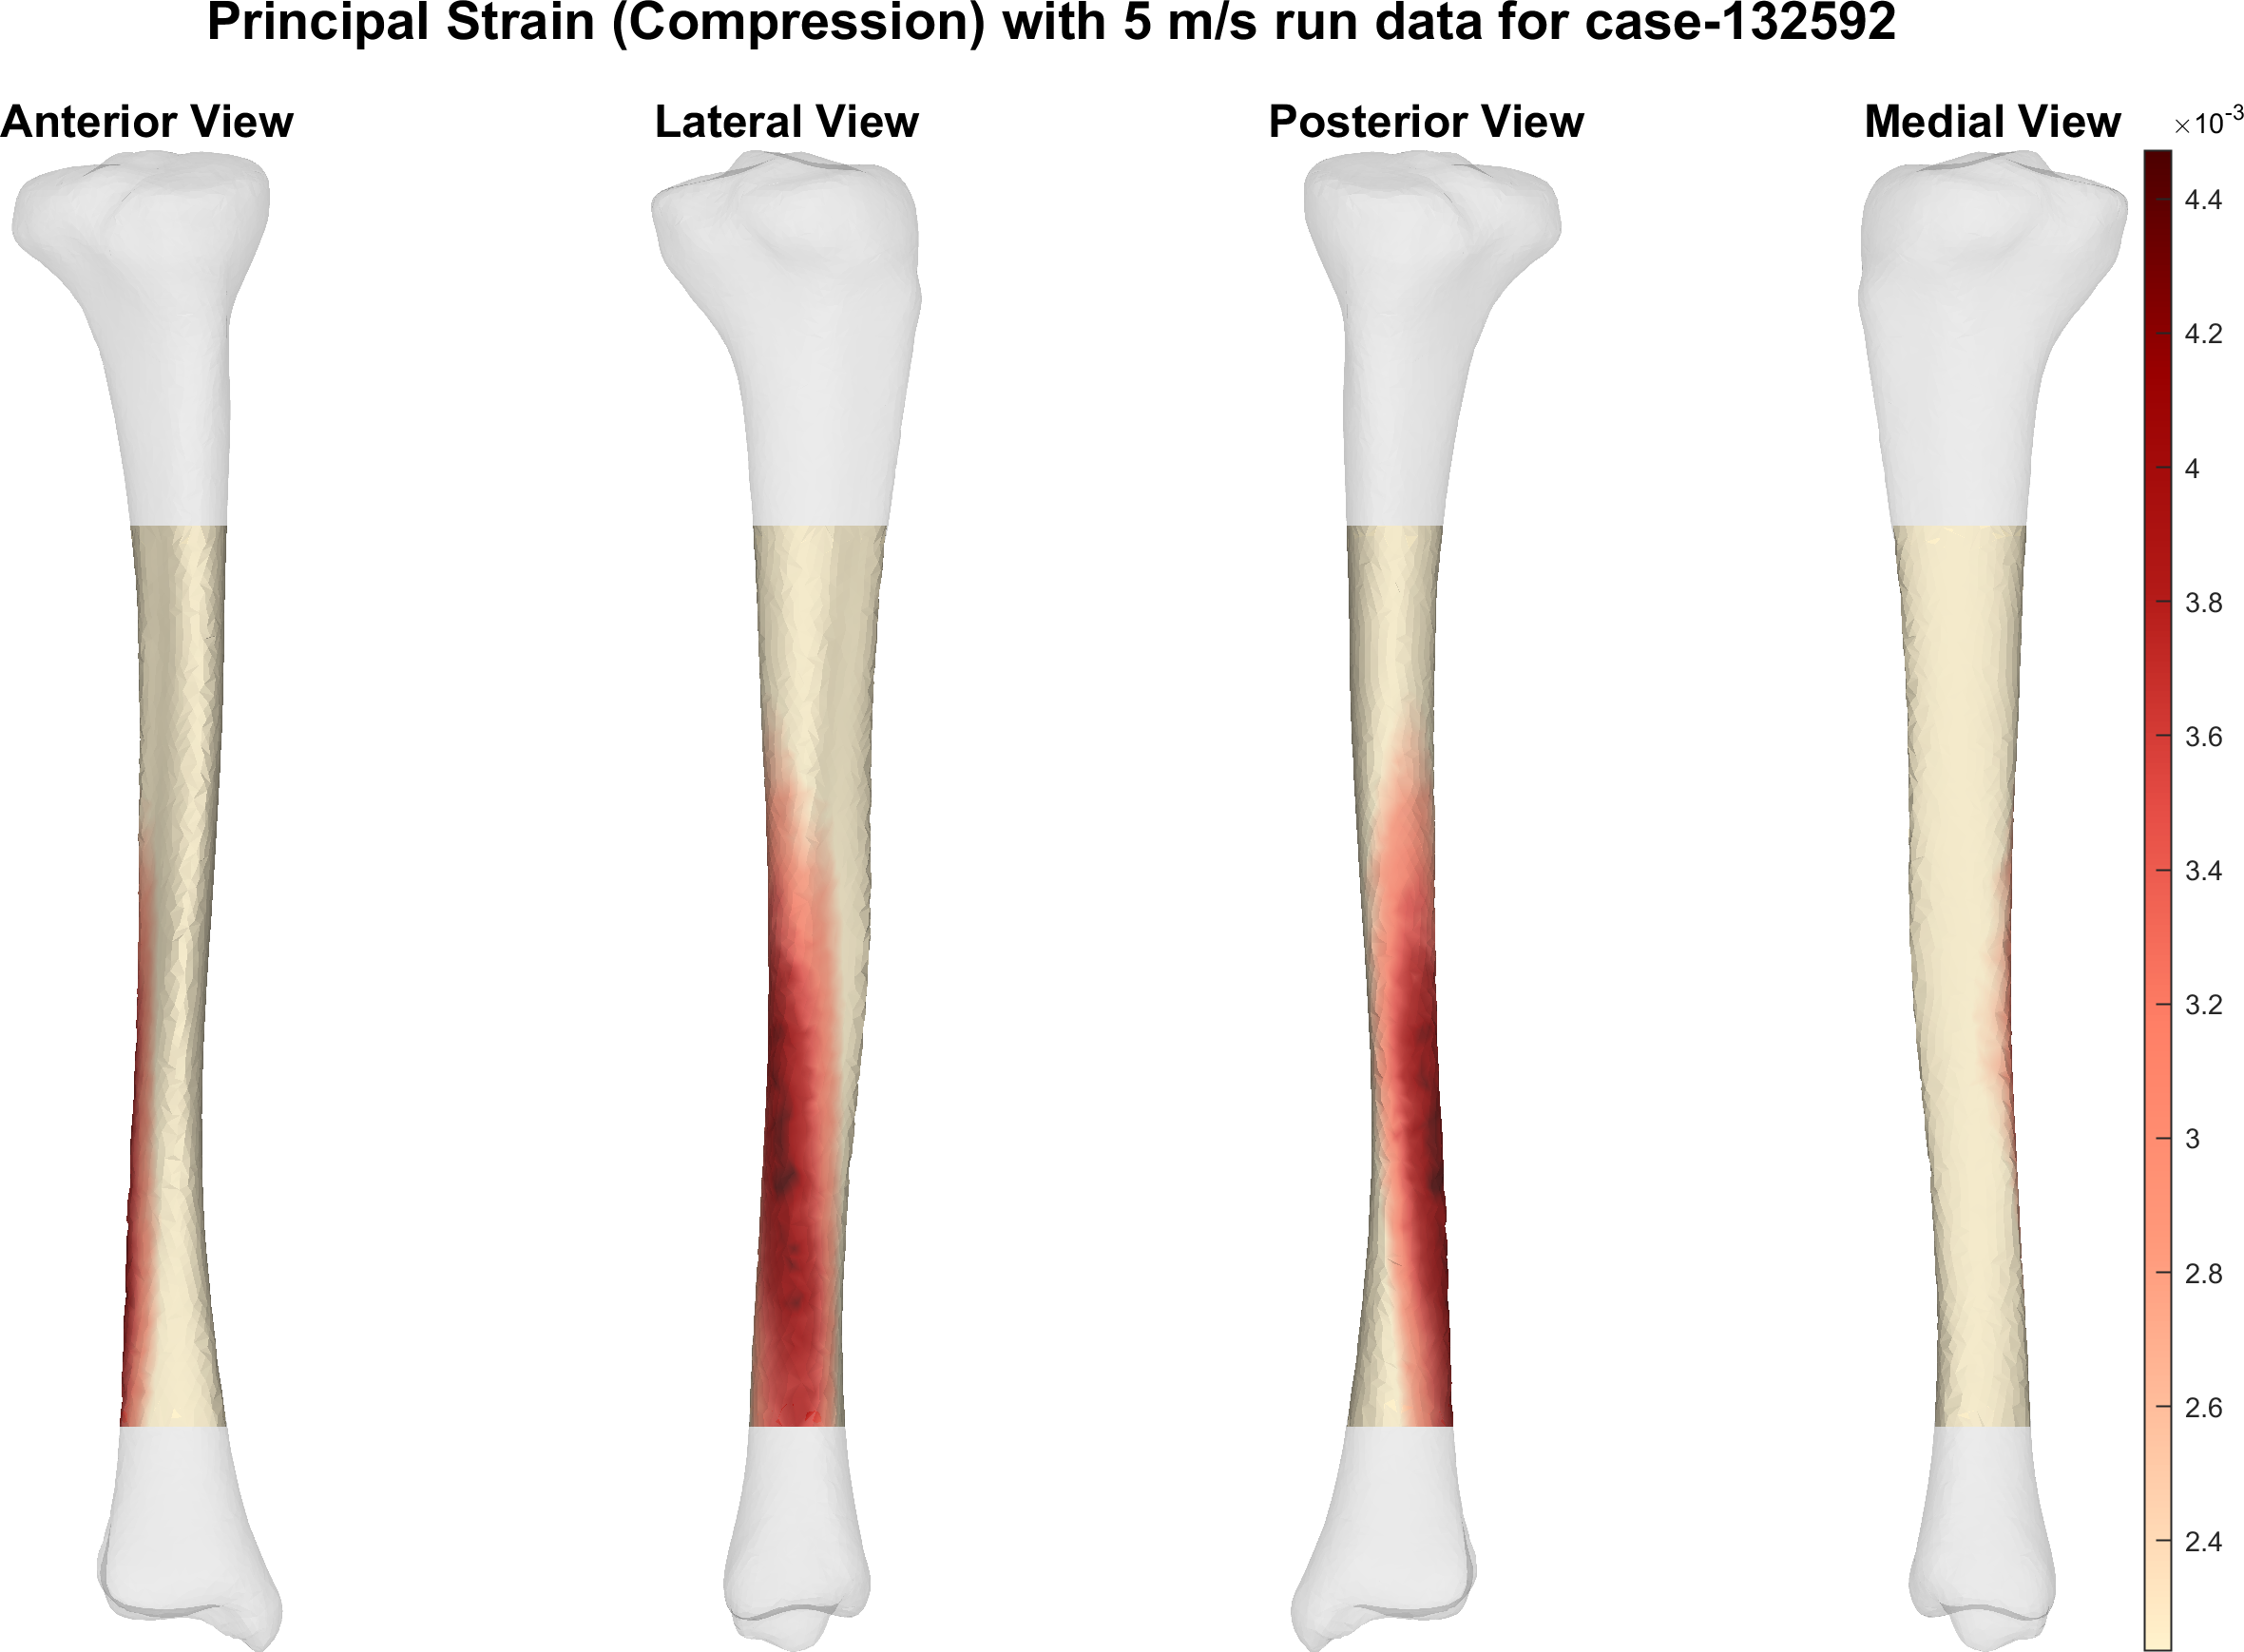 Principal Strain (Compression) with 5 m/s run data for case-132592
Anterior View
Lateral View
Posterior View
Medial View
×10-3
4.4
4.2
4
3.8
3.6
3.4
3.2
3
2.8
2.6
2.4